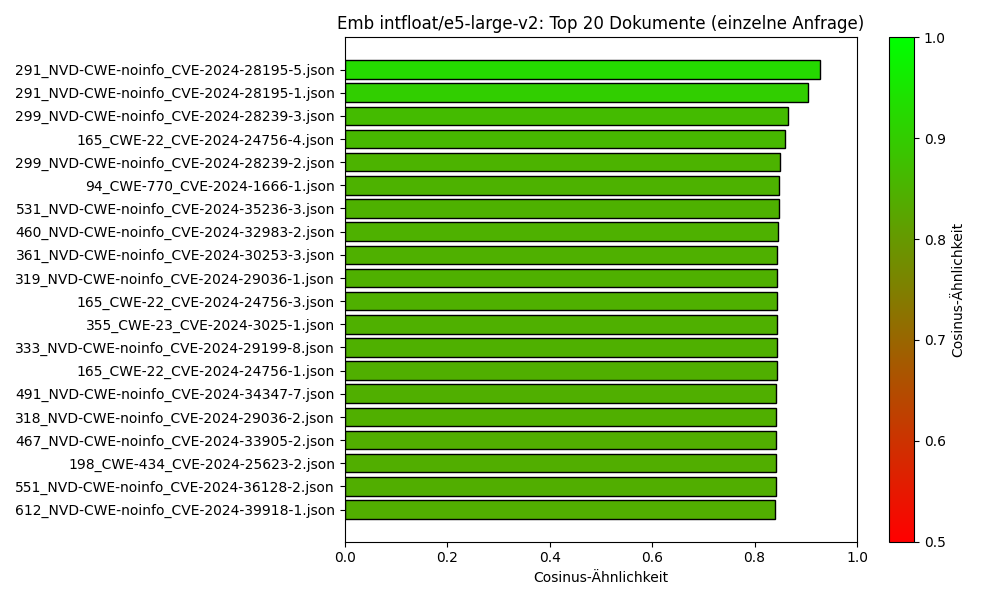 Emb intfloat/e5-large-v2: Top 20 Dokumente (einzelne Anfrage)
291_NVD-CWE-noinfo_CVE-2024-28195-5.json
291_NVD-CWE-noinfo_CVE-2024-28195-1.json
299_NVD-CWE-noinfo_CVE-2024-28239-3.json
165_CWE-22_CVE-2024-24756-4.json
299_NVD-CWE-noinfo_CVE-2024-28239-2.json
94_CWE-770_CVE-2024-1666-1.json
531_NVD-CWE-noinfo_CVE-2024-35236-3.json
460_NVD-CWE-noinfo_CVE-2024-32983-2.json
361_NVD-CWE-noinfo_CVE-2024-30253-3.json
319_NVD-CWE-noinfo_CVE-2024-29036-1.json
165_CWE-22_CVE-2024-24756-3.json
355_CWE-23_CVE-2024-3025-1.json
333_NVD-CWE-noinfo_CVE-2024-29199-8.json
165_CWE-22_CVE-2024-24756-1.json
491_NVD-CWE-noinfo_CVE-2024-34347-7.json
318_NVD-CWE-noinfo_CVE-2024-29036-2.json
467_NVD-CWE-noinfo_CVE-2024-33905-2.json
198_CWE-434_CVE-2024-25623-2.json
551_NVD-CWE-noinfo_CVE-2024-36128-2.json
612_NVD-CWE-noinfo_CVE-2024-39918-1.json
0.0 0.2 0.4 0.6 0.8 1.0
Cosinus-Ähnlichkeit
1.0
0.9
0.8
0.7
0.6
0.5
Cosinus-Ähnlichkeit